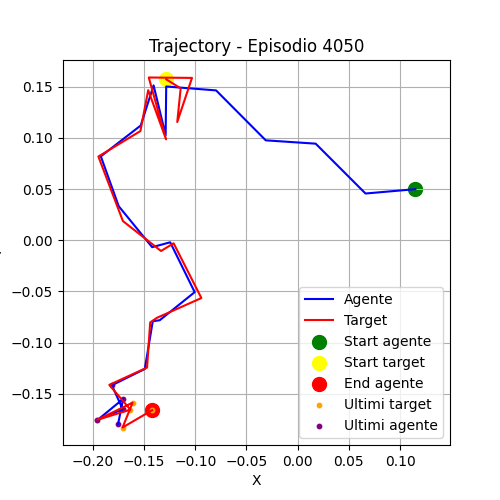 Trajectory - Episodio 4050
0.15
0.10
0.05
0.00
−0.05
−0.10
−0.15
−0.20
−0.15
−0.10
−0.05
0.00
0.05
0.10
X
Agente
Target
Start agente
Start target
End agente
Ultimi target
Ultimi agente